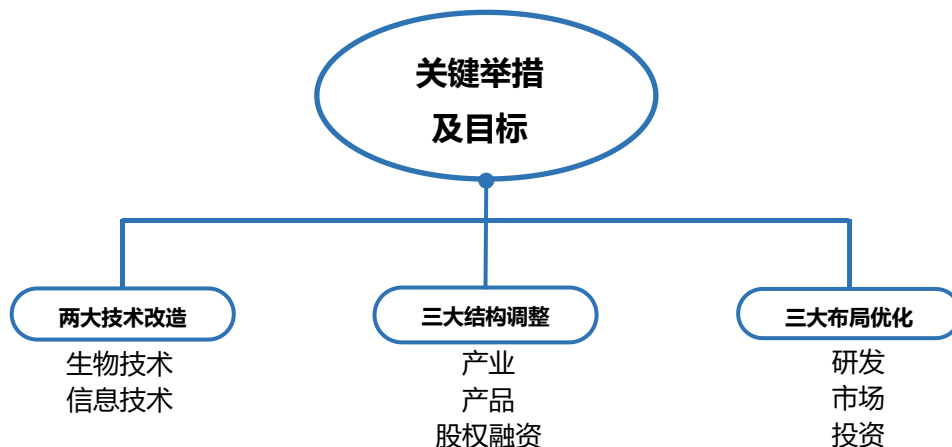 关键举措
及目标
两大技术改造
生物技术
信息技术
三大结构调整
产业
产品
股权融资
三大布局优化
研发
市场
投资